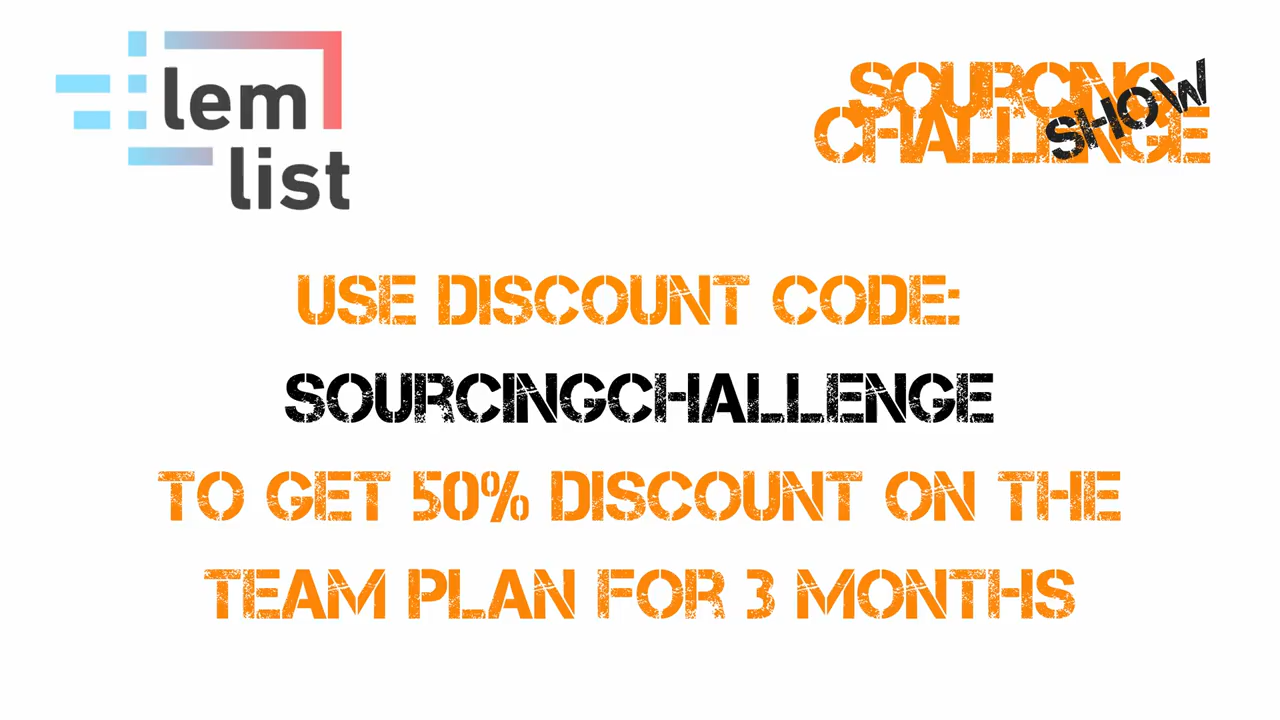 lem
list
SOURCING
CHALLENGE
SHOW
USE DISCOUNT CODE:
SOURCINGCHALLENGE
TO GET 50% DISCOUNT ON THE
TEAM PLAN FOR 3 MONTHS